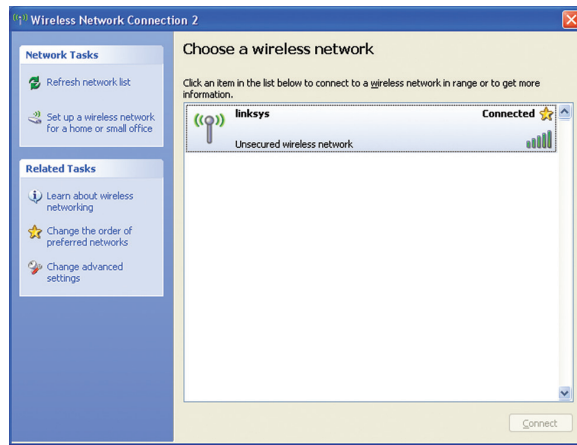 Wireless Network Connection 2
Network Tasks
Refresh network list
Set up a wireless network
for a home or small office
Related Tasks
Learn about wireless
networking
Change the order of
preferred networks
Change advanced
settings
Choose a wireless network
Click an item in the list below to connect to a wireless network in range or to get more
information.
linksys
Connected
Unsecured wireless network
Connect